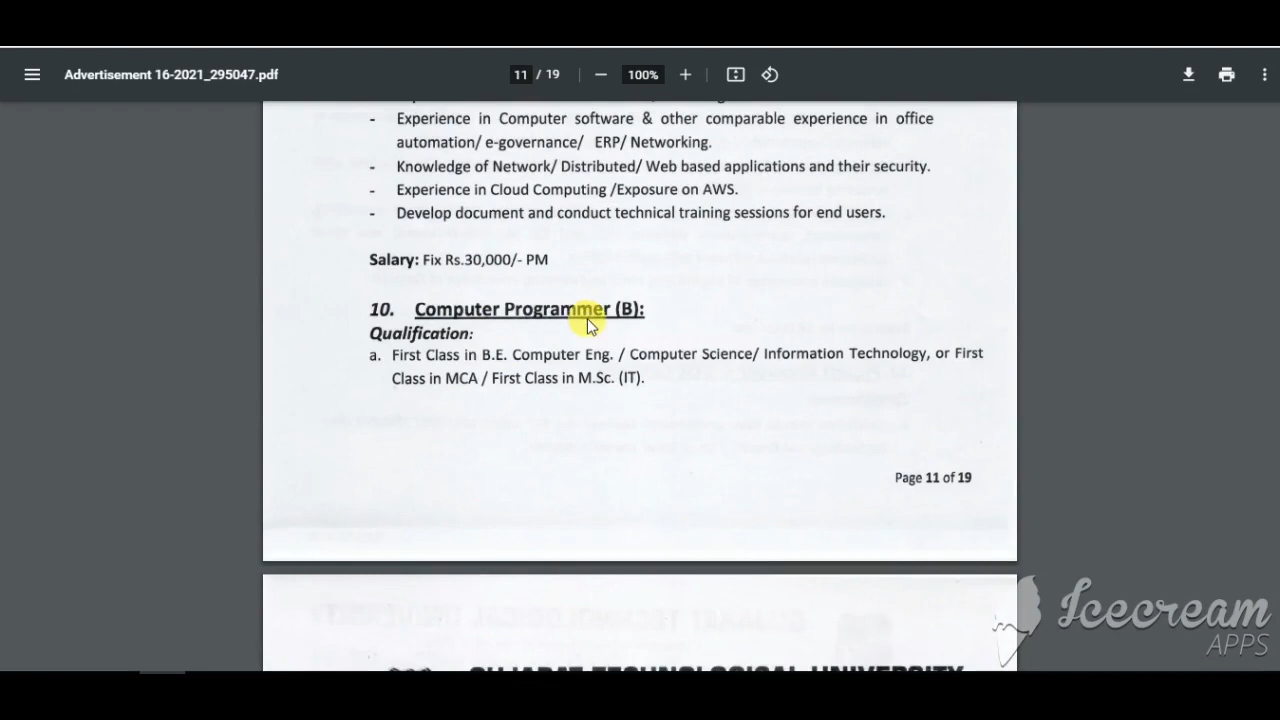 Advertisement 16-2021_295047.pdf
11 / 19
100%
- Experience in Computer software & other comparable experience in office
automation/ e-governance/ ERP/ Networking.
- Knowledge of Network/ Distributed/ Web based applications and their security.
- Experience in Cloud Computing /Exposure on AWS.
- Develop document and conduct technical training sessions for end users.
Salary: Fix Rs.30,000/- PM
10. Computer Programmer (B):
Qualification:
a. First Class in B.E. Computer Eng. / Computer Science/ Information Technology, or First
Class in MCA / First Class in M.Sc. (IT).
Page 11 of 19
GUJARAT TECHNOLOGICAL UNIVERSITY
Icecream
APPS